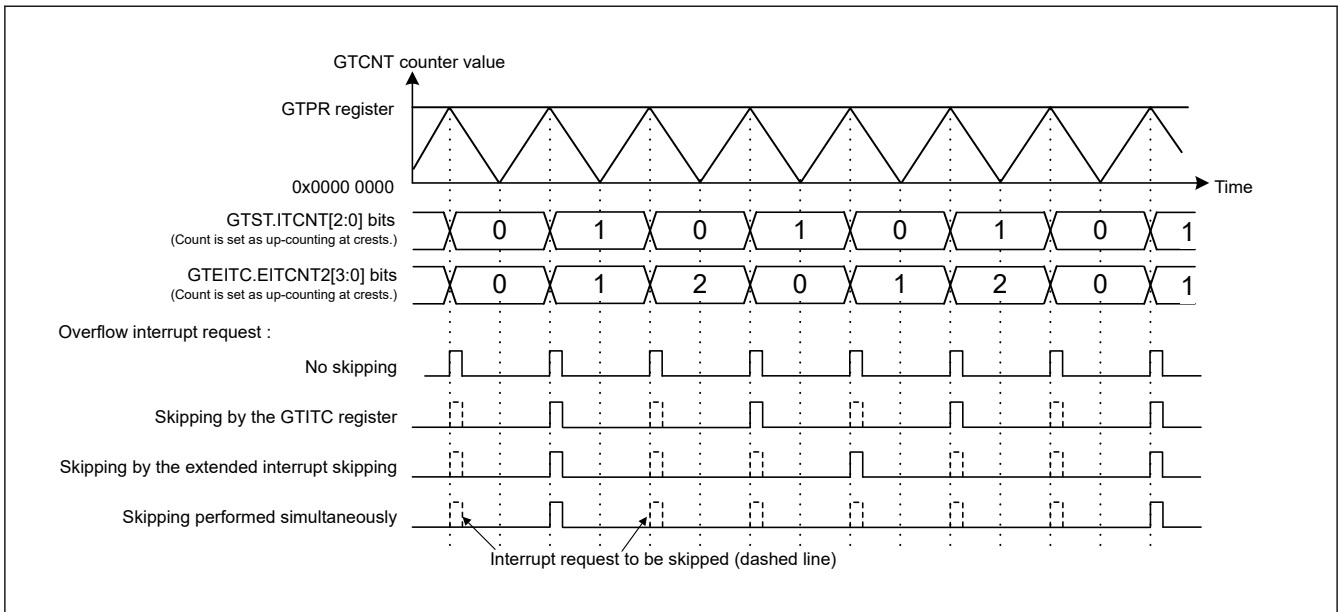 GTCNT counter value
GTPR register
0x0000 0000
Time
GTST.ITCNT[2:0] bits
(Count is set as up-counting at crests.)
0 1 0 1 0 1 0 1
GTEITC.EITCNT2[3:0] bits
(Count is set as up-counting at crests.)
0 1 2 0 1 2 0 1
Overflow interrupt request :
No skipping
Skipping by the GTITC register
Skipping by the extended interrupt skipping
Skipping performed simultaneously
Interrupt request to be skipped (dashed line)